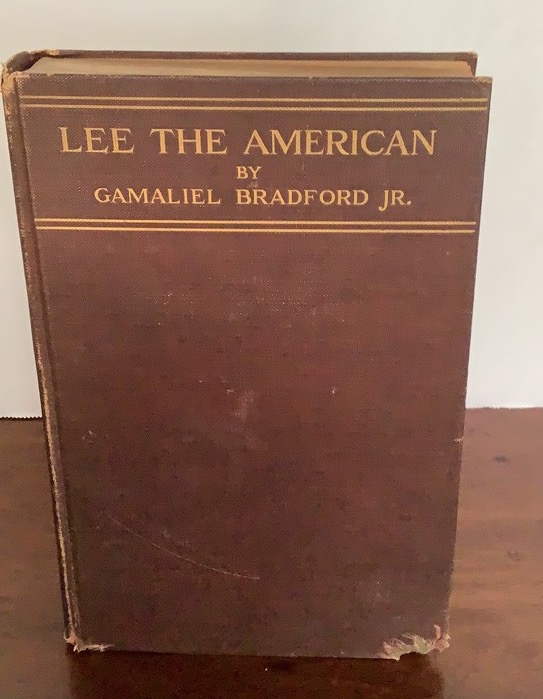 LEE THE AMERICAN
BY
GAMALIEL BRADFORD JR.